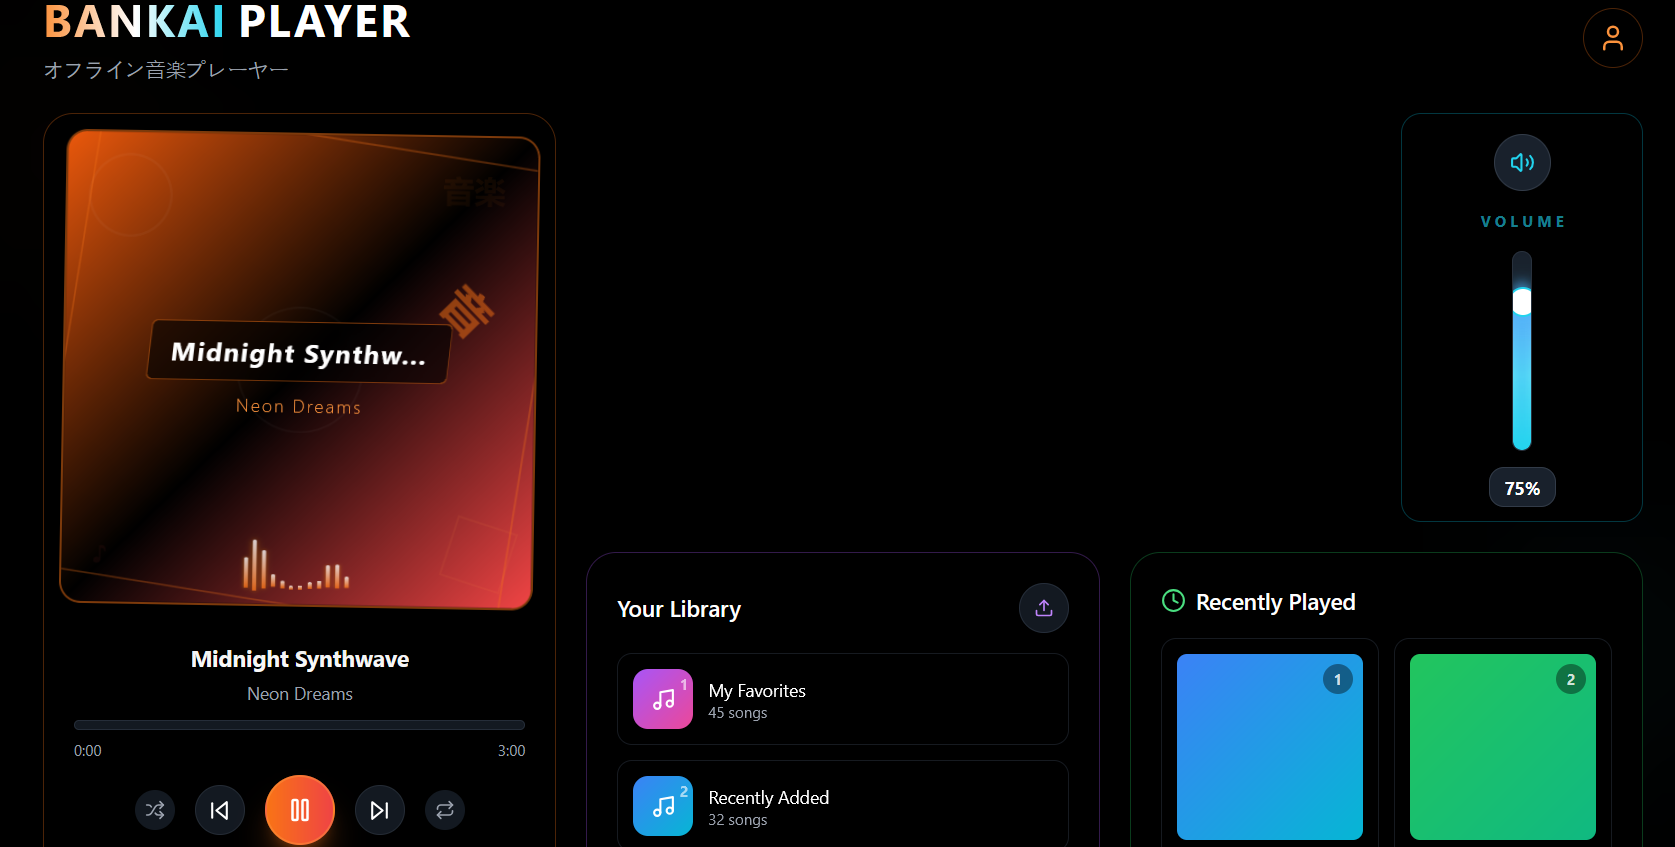 BANKAI PLAYER
オフライン音楽プレーヤー
音楽
音
Midnight Synthw...
Neon Dreams
Midnight Synthwave
Neon Dreams
0:00
3:00
VOLUME
75%
Your Library
1
My Favorites
45 songs
2
Recently Added
32 songs
Recently Played
1
2